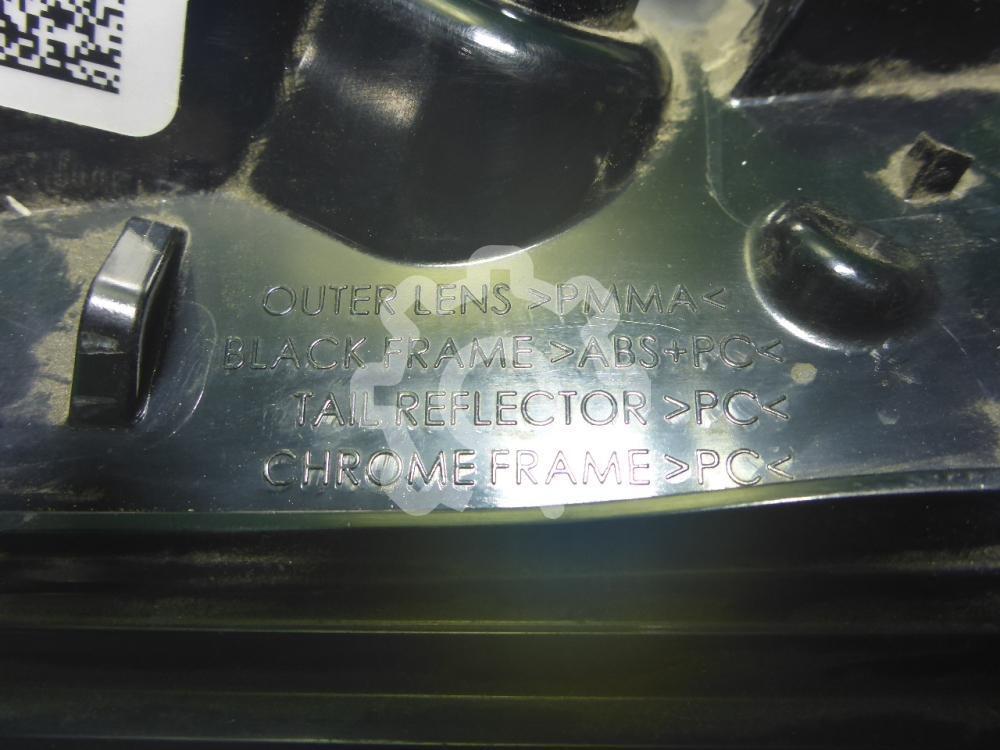 OUTER LENS >PMMA<
BLACK FRAME >ABS+PC<
TAIL REFLECTOR >PC<
CHROME FRAME >PC<